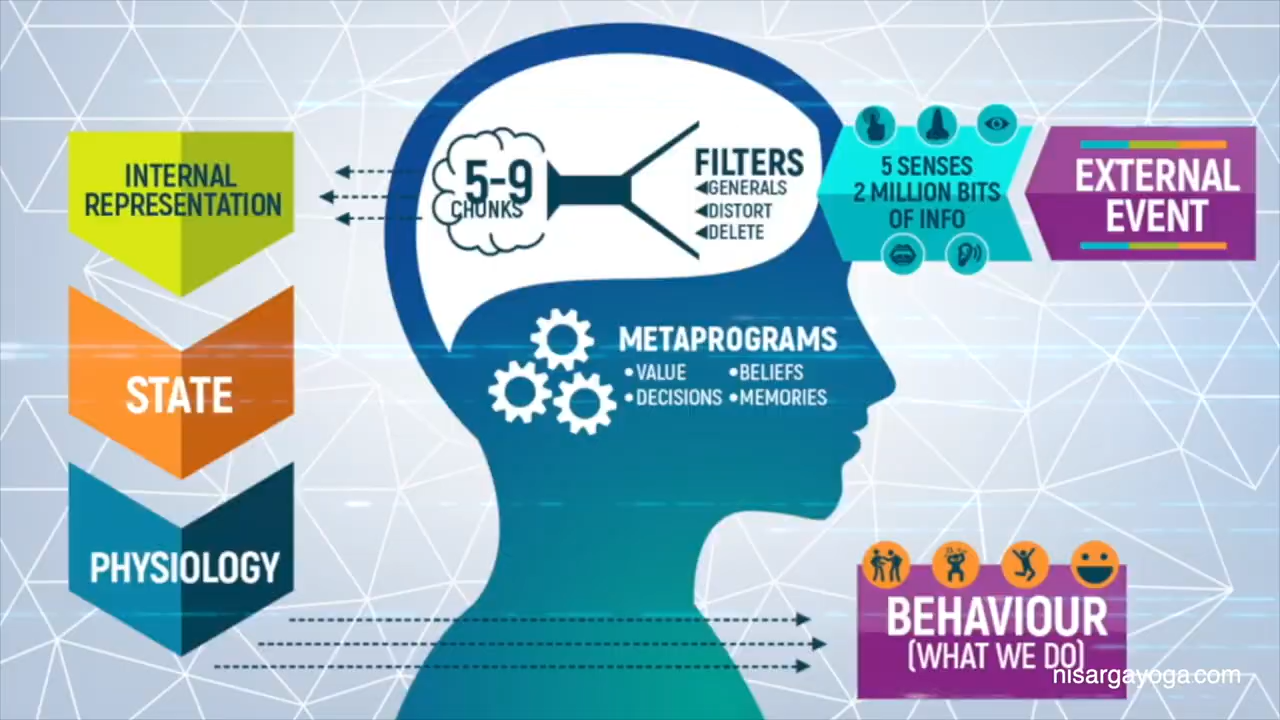 INTERNAL
REPRESENTATION
STATE
PHYSIOLOGY
5-9
CHUNKS
FILTERS
GENERALS
DISTORT
DELETE
METAPROGRAMS
•VALUE •BELIEFS
•DECISIONS •MEMORIES
5 SENSES
2 MILLION BITS
OF INFO
EXTERNAL
EVENT
BEHAVIOUR
(WHAT WE DO)
nisargayoga.com